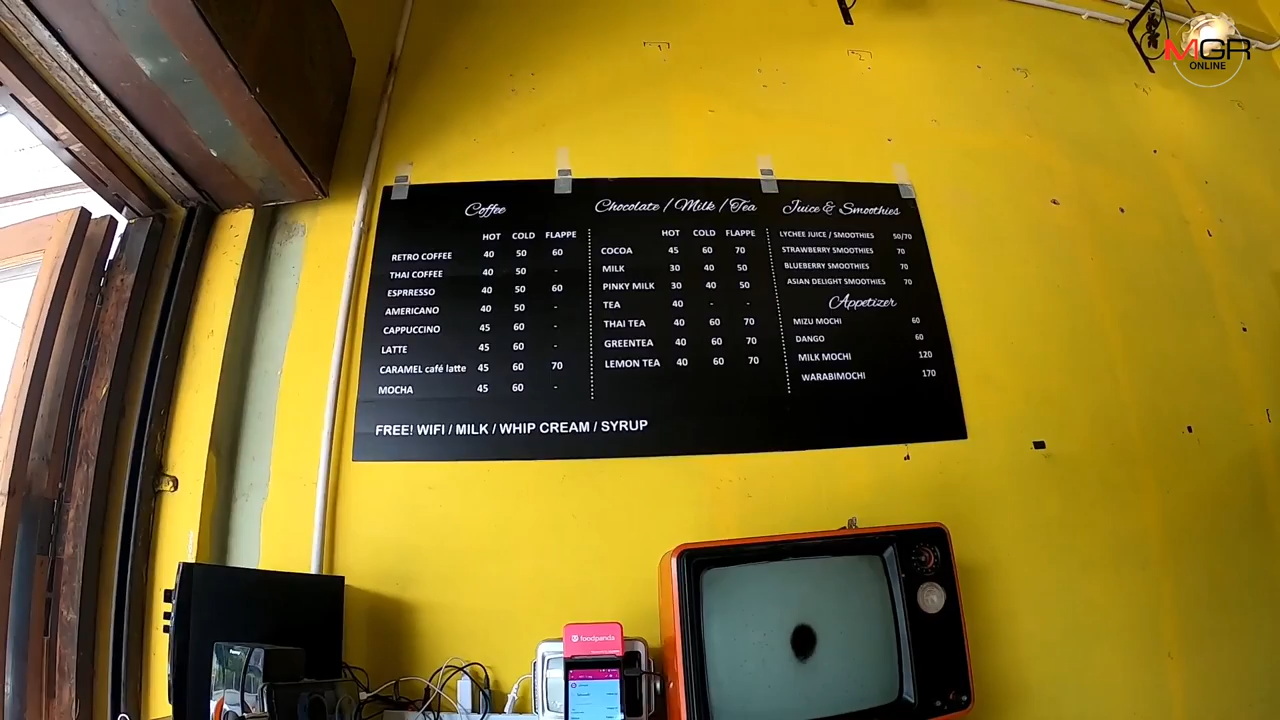 MGR
ONLINE
Coffee
HOT COLD FLAPPE
RETRO COFFEE 40 50 60
THAI COFFEE 40 50 -
ESPRRESSO 40 50 60
AMERICANO 40 50 -
CAPPUCCINO 45 60 -
LATTE 45 60 -
CARAMEL café latte 45 60 70
MOCHA 45 60 -
Chocolate / Milk / Tea
HOT COLD FLAPPE
COCOA 45 60 70
MILK 30 40 50
PINKY MILK 30 40 50
TEA 40 - -
THAI TEA 40 60 70
GREENTEA 40 60 70
LEMON TEA 40 60 70
Juice & Smoothies
LYCHEE JUICE / SMOOTHIES 50/70
STRAWBERRY SMOOTHIES 70
BLUEBERRY SMOOTHIES 70
ASIAN DELIGHT SMOOTHIES 70
Appetizer
MIZU MOCHI 60
DANGO 60
MILK MOCHI 120
WARABIMOCHI 170
FREE! WIFI / MILK / WHIP CREAM / SYRUP
foodpanda